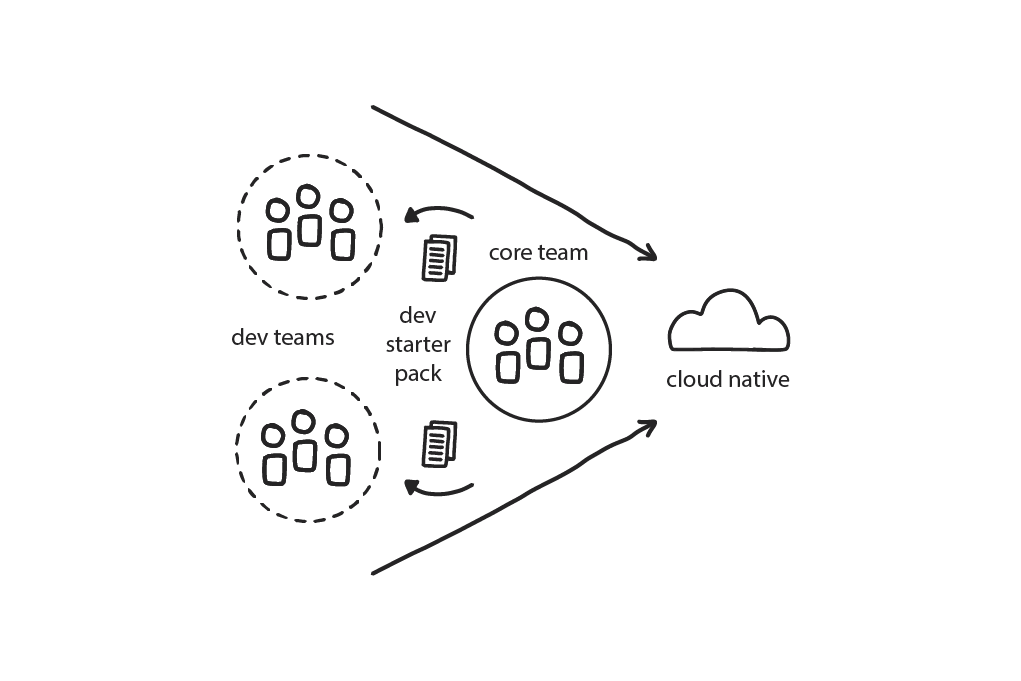 core team
dev teams
dev
starter
pack
cloud native